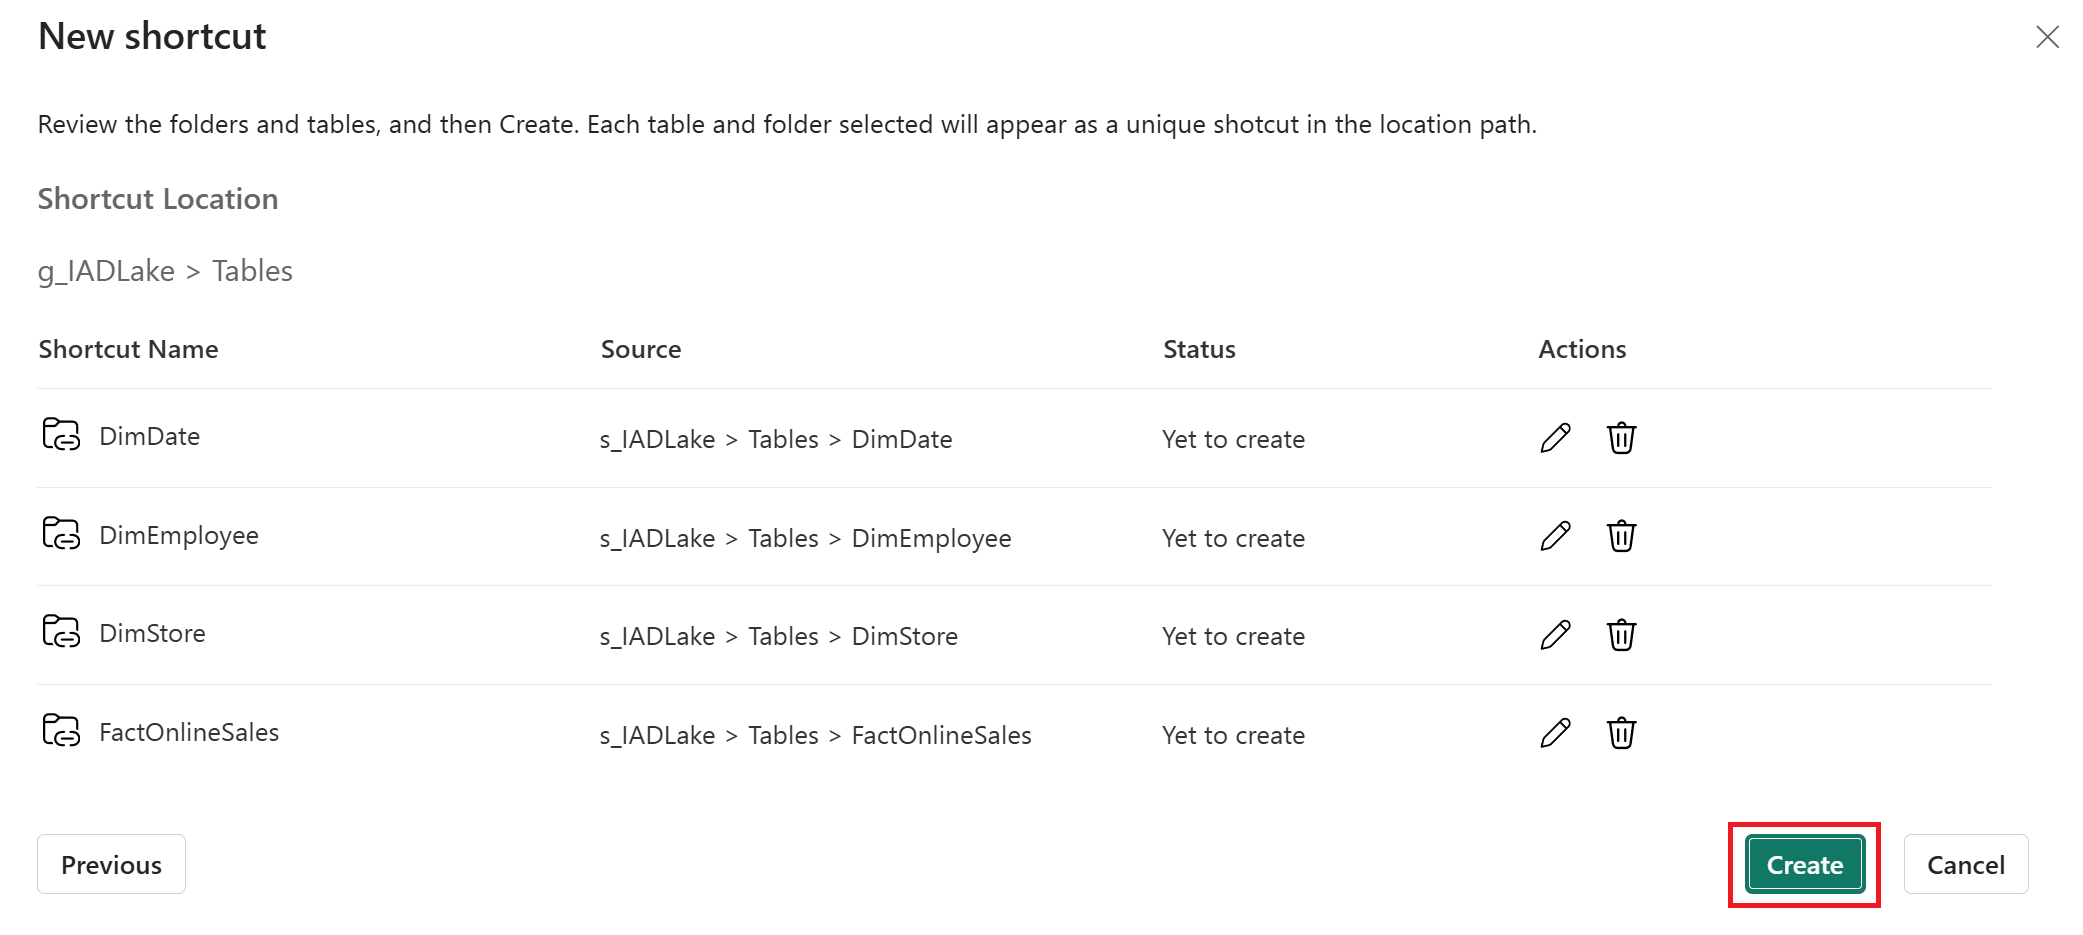 New shortcut
Review the folders and tables, and then Create. Each table and folder selected will appear as a unique shotcut in the location path.
Shortcut Location
g_IADLake > Tables
Shortcut Name Source Status Actions
DimDate s_IADLake > Tables > DimDate Yet to create
DimEmployee s_IADLake > Tables > DimEmployee Yet to create
DimStore s_IADLake > Tables > DimStore Yet to create
FactOnlineSales s_IADLake > Tables > FactOnlineSales Yet to create
Previous Create Cancel